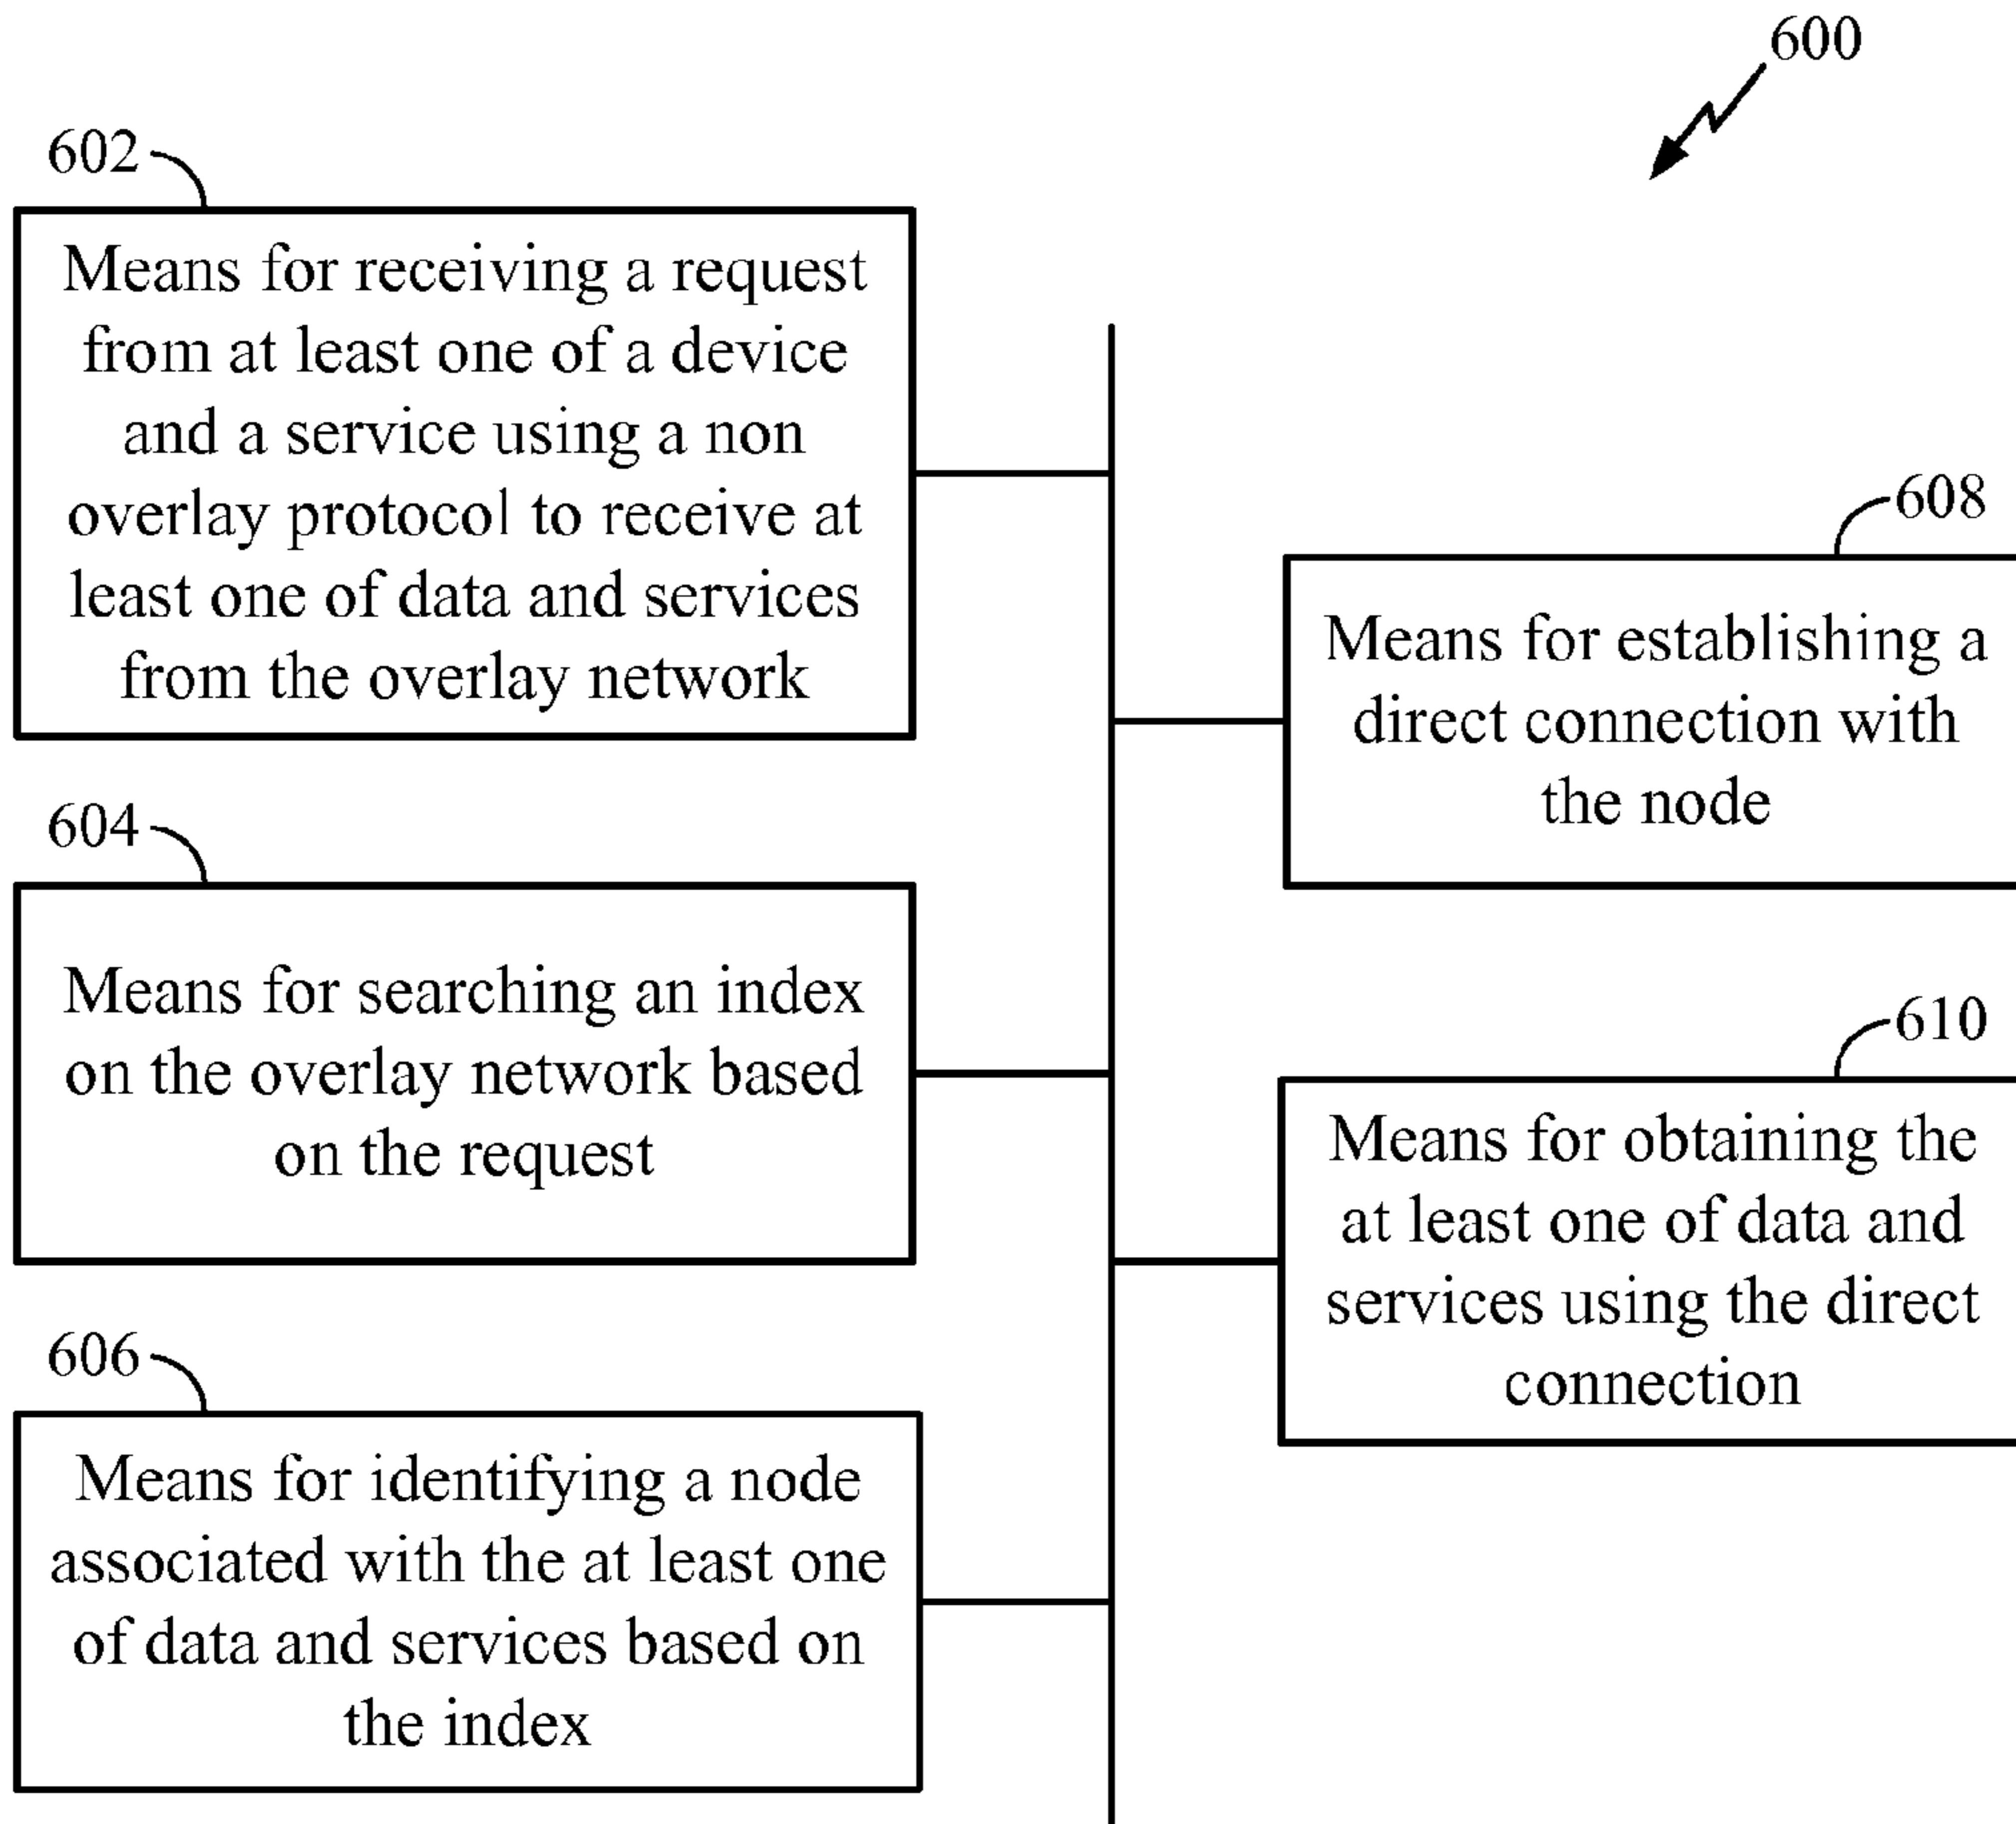 600
602
Means for receiving a request
from at least one of a device
and a service using a non
overlay protocol to receive at
least one of data and services
from the overlay network
604
Means for searching an index
on the overlay network based
on the request
606
Means for identifying a node
associated with the at least one
of data and services based on
the index
608
Means for establishing a
direct connection with
the node
610
Means for obtaining the
at least one of data and
services using the direct
connection